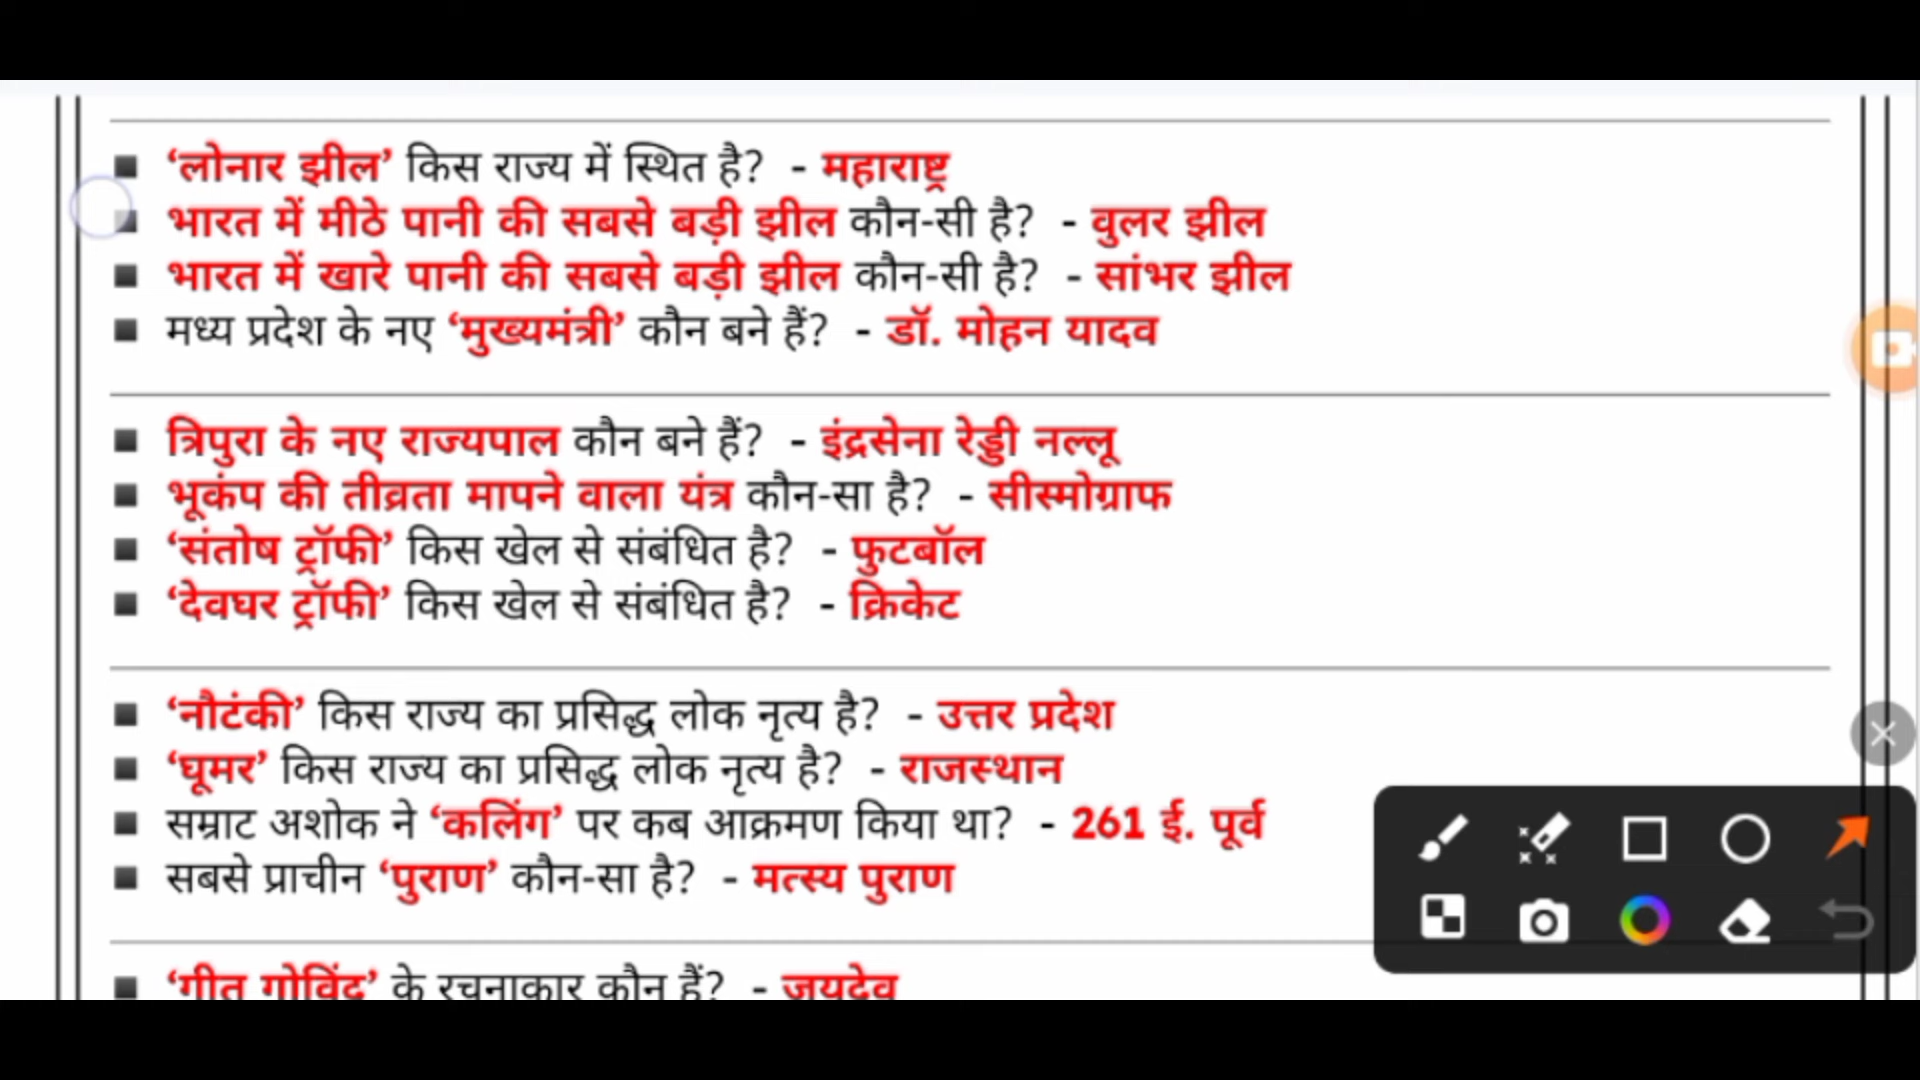 ▪ ‘लोनार झील’ किस राज्य में स्थित है? - महाराष्ट्र
▪ भारत में मीठे पानी की सबसे बड़ी झील कौन-सी है? - वुलर झील
▪ भारत में खारे पानी की सबसे बड़ी झील कौन-सी है? - सांभर झील
▪ मध्य प्रदेश के नए ‘मुख्यमंत्री’ कौन बने हैं? - डॉ. मोहन यादव
▪ त्रिपुरा के नए राज्यपाल कौन बने हैं? - इंद्रसेना रेड्डी नल्लू
▪ भूकंप की तीव्रता मापने वाला यंत्र कौन-सा है? - सीस्मोग्राफ
▪ ‘संतोष ट्रॉफी’ किस खेल से संबंधित है? - फुटबॉल
▪ ‘देवघर ट्रॉफी’ किस खेल से संबंधित है? - क्रिकेट
▪ ‘नौटंकी’ किस राज्य का प्रसिद्ध लोक नृत्य है? - उत्तर प्रदेश
▪ ‘घूमर’ किस राज्य का प्रसिद्ध लोक नृत्य है? - राजस्थान
▪ सम्राट अशोक ने ‘कलिंग’ पर कब आक्रमण किया था? - 261 ई. पूर्व
▪ सबसे प्राचीन ‘पुराण’ कौन-सा है? - मत्स्य पुराण
▪ ‘गीत गोविंद’ के रचनाकार कौन हैं? - जयदेव